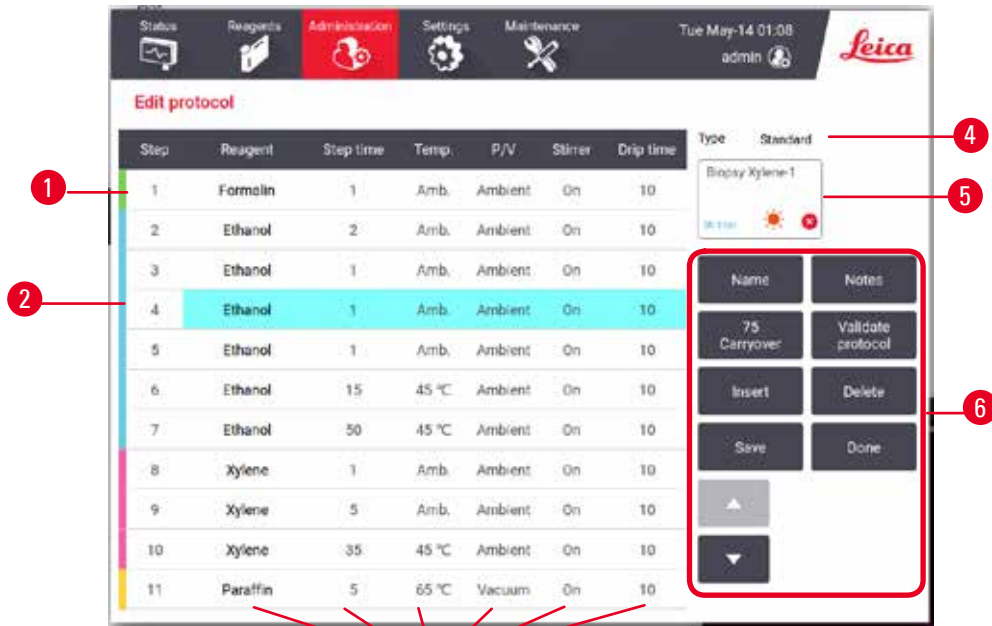 Status Reagents Administration Settings Maintenance
Tue May-14 01:08
admin
Leica
Edit protocol
Step Reagent Step time Temp. P/V Stirrer Drip time
1 Formalin 1 Amb. Ambient On 10
2 Ethanol 2 Amb. Ambient On 10
3 Ethanol 1 Amb. Ambient On 10
4 Ethanol 1 Amb. Ambient On 10
5 Ethanol 1 Amb. Ambient On 10
6 Ethanol 15 45 °C Ambient On 10
7 Ethanol 50 45 °C Ambient On 10
8 Xylene 1 Amb. Ambient On 10
9 Xylene 5 Amb. Ambient On 10
10 Xylene 35 45 °C Ambient On 10
11 Paraffin 5 65 °C Vacuum On 10
Type Standard
Biopsy Xylene-1
Name Notes
75
Carryover
Validate
protocol
Insert Delete
Save Done
1
2
4
5
6